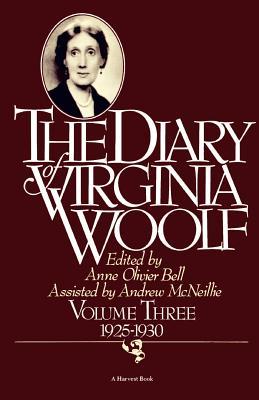 THE DIARY
of VIRGINIA
WOOLF
Edited by
Anne Olivier Bell
Assisted by Andrew McNeillie
VOLUME THREE
1925-1930
A Harvest Book